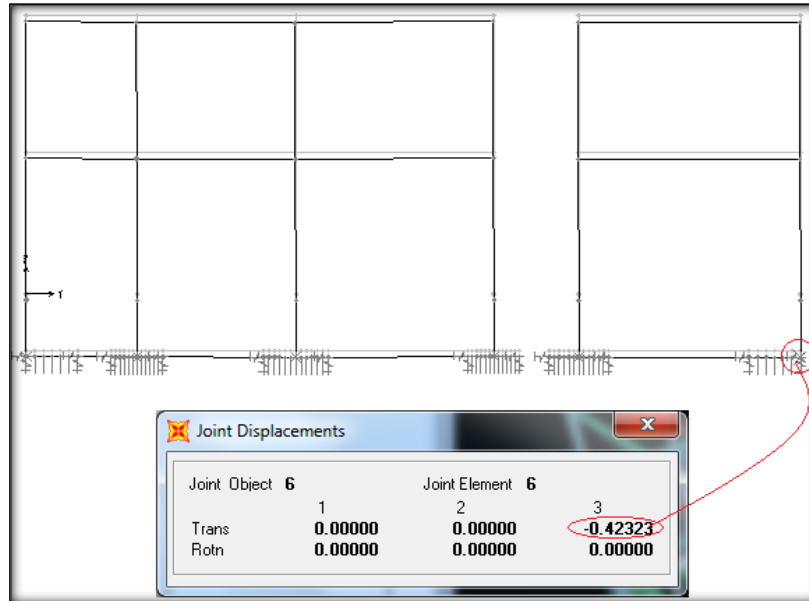 Y
Joint Displacements
X
Joint Object 6 Joint Element 6
1 2 3
Trans 0.00000 0.00000 -0.42323
Rotn 0.00000 0.00000 0.00000